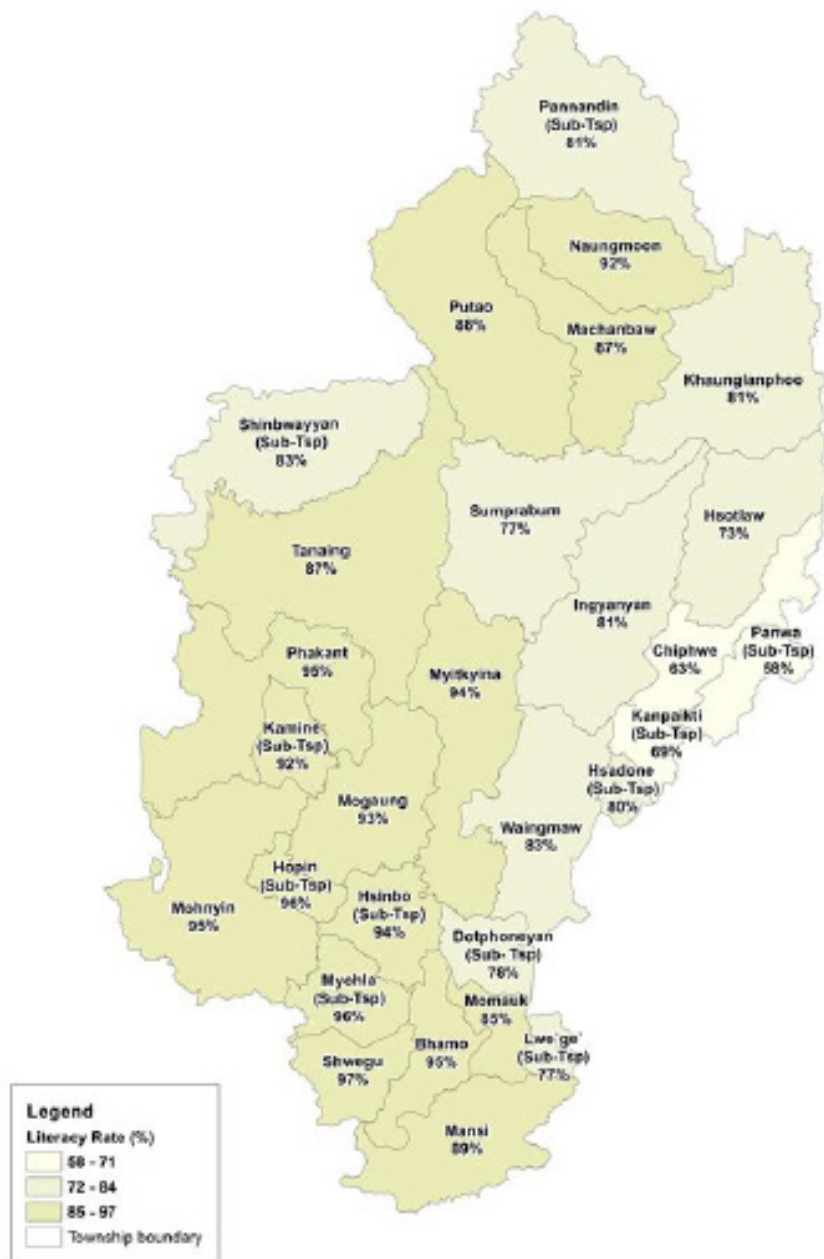 Pannandin
(Sub-Tsp)
81%
Naungmoon
92%
Putao
88%
Machanbaw
87%
Khaunglanphoo
81%
Shinbwayyan
(Sub-Tsp)
83%
Sumprabum
77%
Hsotlaw
73%
Tanaing
87%
Ingyanyan
81%
Phakant
95%
Myitkyina
94%
Chiphwe
63%
Panwa
(Sub-Tsp)
58%
Kamine
(Sub-Tsp)
92%
Kanpaikti
(Sub-Tsp)
69%
Hsadone
(Sub-Tsp)
80%
Mogaung
93%
Waingmaw
83%
Hopin
(Sub-Tsp)
96%
Mohnyin
95%
Hsinbo
(Sub-Tsp)
94%
Dotphoneyan
(Sub- Tsp)
78%
Myohla
(Sub-Tsp)
96%
Momauk
85%
Bhamo
95%
Lwe'ge'
(Sub-Tsp)
77%
Shwegu
97%
Mansi
89%
Legend
Literacy Rate (%)
58 - 71
72 - 84
85 - 97
Township boundary